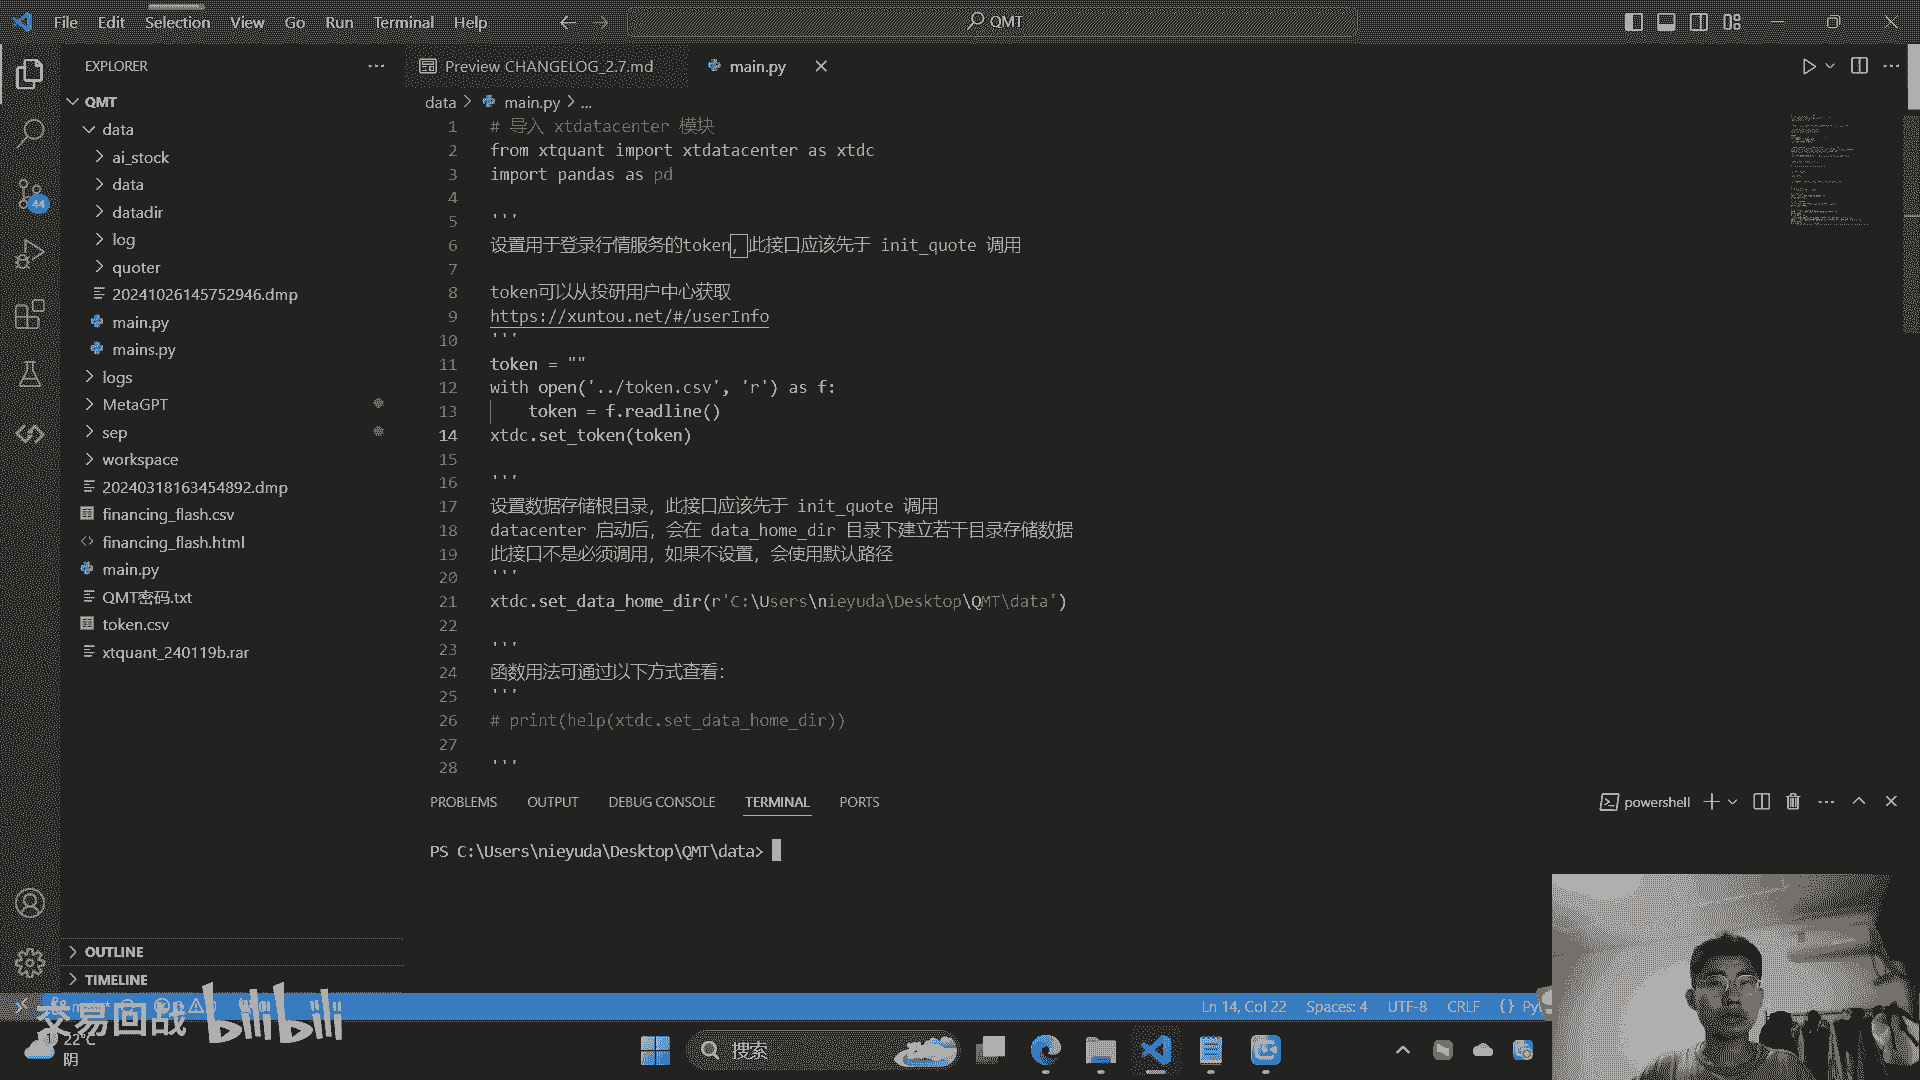 File Edit Selection View Go Run Terminal Help
QMT
EXPLORER
QMT
data
ai_stock
data
datadir
log
quoter
20241026145752946.dmp
main.py
mains.py
logs
MetaGPT
sep
workspace
20240318163454892.dmp
financing_flash.csv
financing_flash.html
main.py
QMT密码.txt
token.csv
xtquant_240119b.rar
OUTLINE
TIMELINE
44
Preview CHANGELOG_2.7.md
main.py
data > main.py > ...
1 # 导入 xtdatacenter 模块
2 from xtquant import xtdatacenter as xtdc
3 import pandas as pd
4
5 '''
6 设置用于登录行情服务的token，此接口应该先于 init_quote 调用
7
8 token可以从投研用户中心获取
9 https://xuntou.net/#/userInfo
10 '''
11 token = ""
12 with open('../token.csv', 'r') as f:
13 token = f.readline()
14 xtdc.set_token(token)
15
16 '''
17 设置数据存储根目录，此接口应该先于 init_quote 调用
18 datacenter 启动后，会在 data_home_dir 目录下建立若干目录存储数据
19 此接口不是必须调用，如果不设置，会使用默认路径
20 '''
21 xtdc.set_data_home_dir(r'C:\Users\nieyuda\Desktop\QMT\data')
22
23 '''
24 函数用法可通过以下方式查看：
25 '''
26 # print(help(xtdc.set_data_home_dir))
27
28 '''
PROBLEMS OUTPUT DEBUG CONSOLE TERMINAL PORTS
powershell
PS C:\Users\nieyuda\Desktop\QMT\data>
Ln 14, Col 22 Spaces: 4 UTF-8 CRLF { } Py
交易回战 bilibili
22°C
阴
搜索